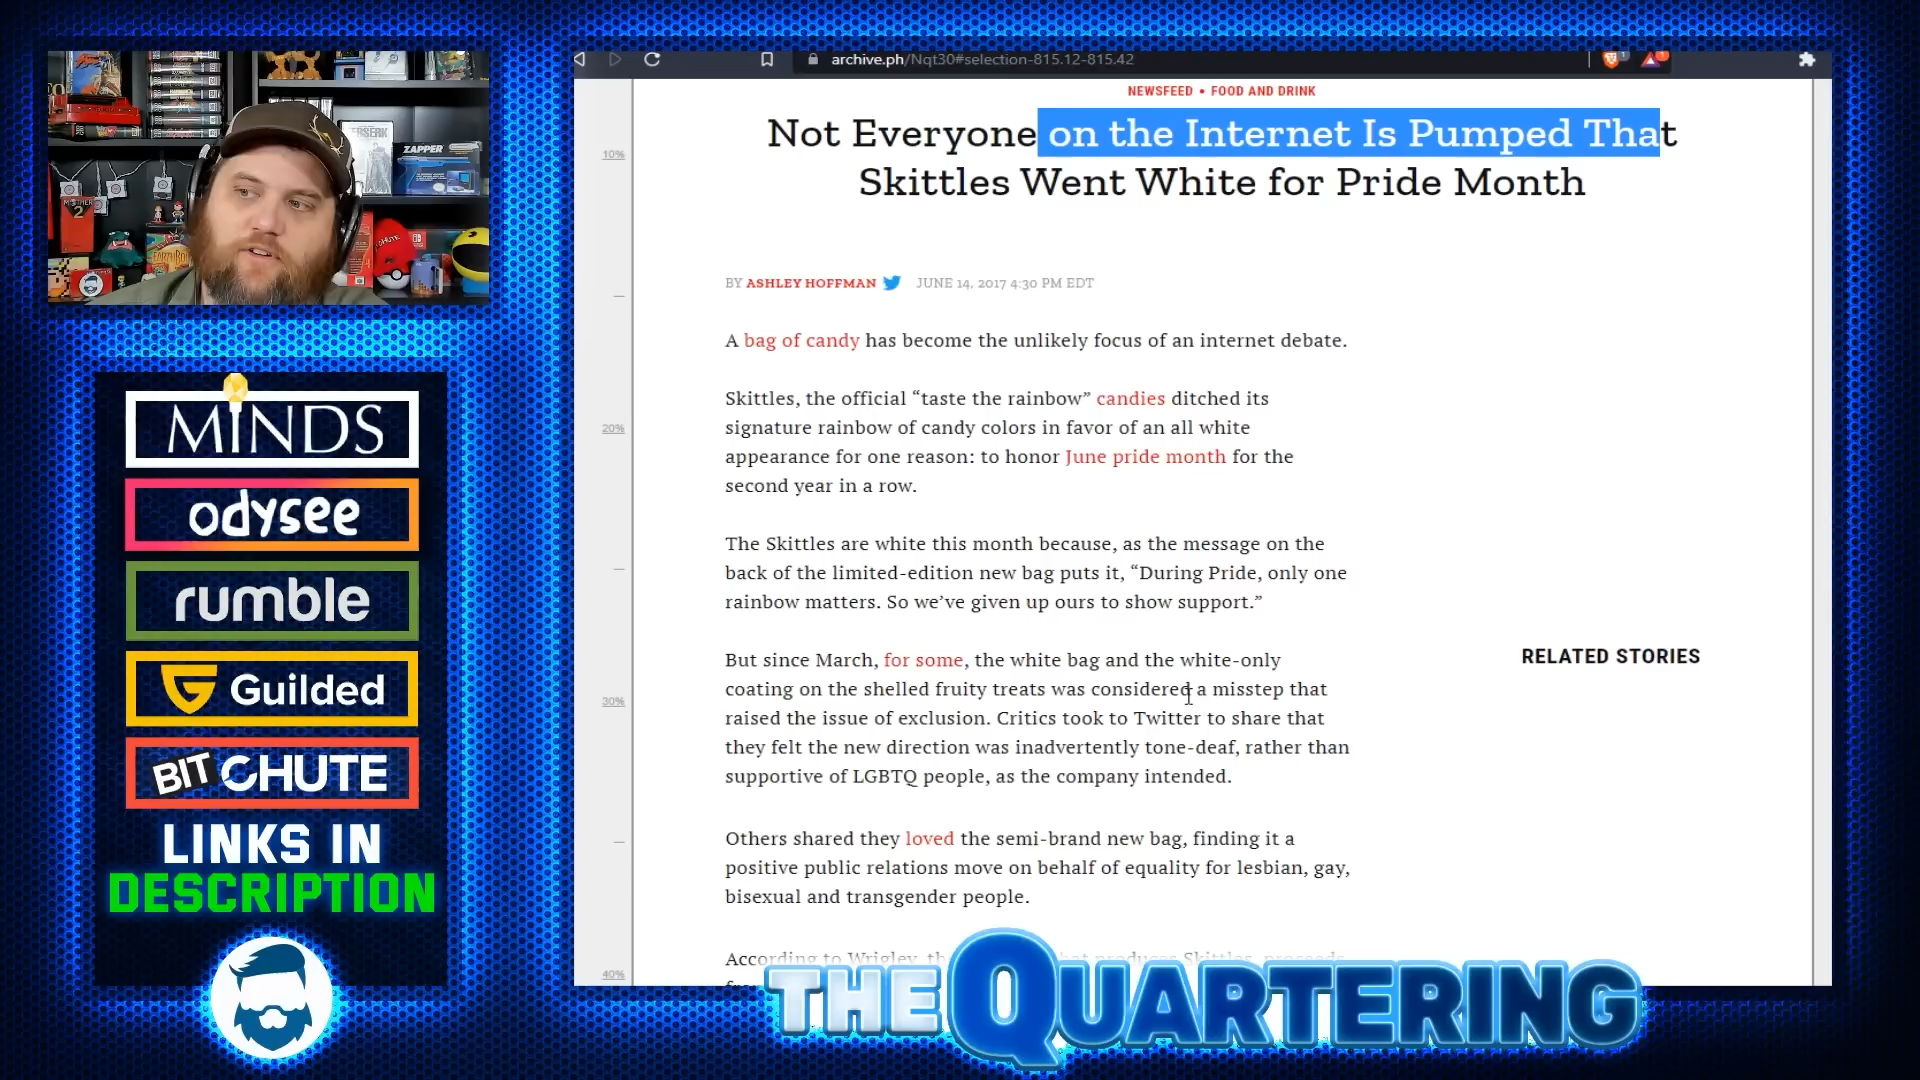 archive.ph/Nqt30#selection-815.12-815.42
NEWSFEED • FOOD AND DRINK
Not Everyone on the Internet Is Pumped That
Skittles Went White for Pride Month
BY ASHLEY HOFFMAN JUNE 14, 2017 4:30 PM EDT
A bag of candy has become the unlikely focus of an internet debate.
Skittles, the official “taste the rainbow” candies ditched its
signature rainbow of candy colors in favor of an all white
appearance for one reason: to honor June pride month for the
second year in a row.
The Skittles are white this month because, as the message on the
back of the limited-edition new bag puts it, “During Pride, only one
rainbow matters. So we’ve given up ours to show support.”
But since March, for some, the white bag and the white-only
coating on the shelled fruity treats was considered a misstep that
raised the issue of exclusion. Critics took to Twitter to share that
they felt the new direction was inadvertently tone-deaf, rather than
supportive of LGBTQ people, as the company intended.
Others shared they loved the semi-brand new bag, finding it a
positive public relations move on behalf of equality for lesbian, gay,
bisexual and transgender people.
According to Wrigley, Skittles, proceeds
RELATED STORIES
10%
20%
30%
40%
BERSERK
ZAPPER
MOTHER
2
MINDS
odysee
rumble
Guilded
BITCHUTE
LINKS IN
DESCRIPTION
THE QUARTERING